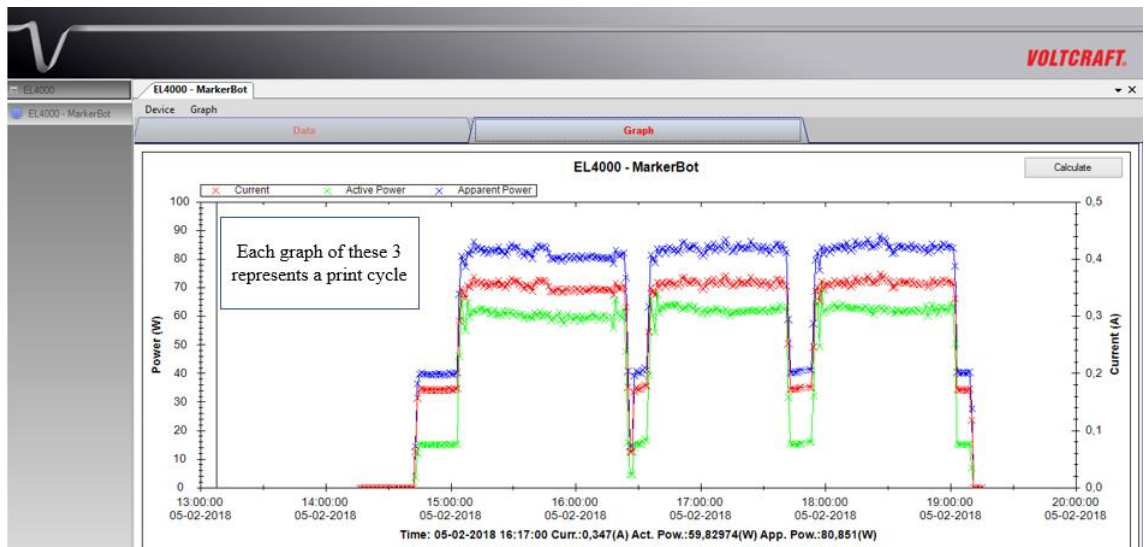 VOLTCRAFT.
EL4000
EL4000 - MarkerBot
EL4000 - MarkerBot
Device Graph
Data Graph
EL4000 - MarkerBot
Calculate
Current Active Power Apparent Power
Each graph of these 3
represents a print cycle
Power (W)
100
90
80
70
60
50
40
30
20
10
0
Current (A)
0,5
0,4
0,3
0,2
0,1
0,0
13:00:00 14:00:00 15:00:00 16:00:00 17:00:00 18:00:00 19:00:00 20:00:00
05-02-2018 05-02-2018 05-02-2018 05-02-2018 05-02-2018 05-02-2018 05-02-2018 05-02-2018
Time: 05-02-2018 16:17:00 Curr.:0,347(A) Act. Pow.:59,82974(W) App. Pow.:80,851(W)